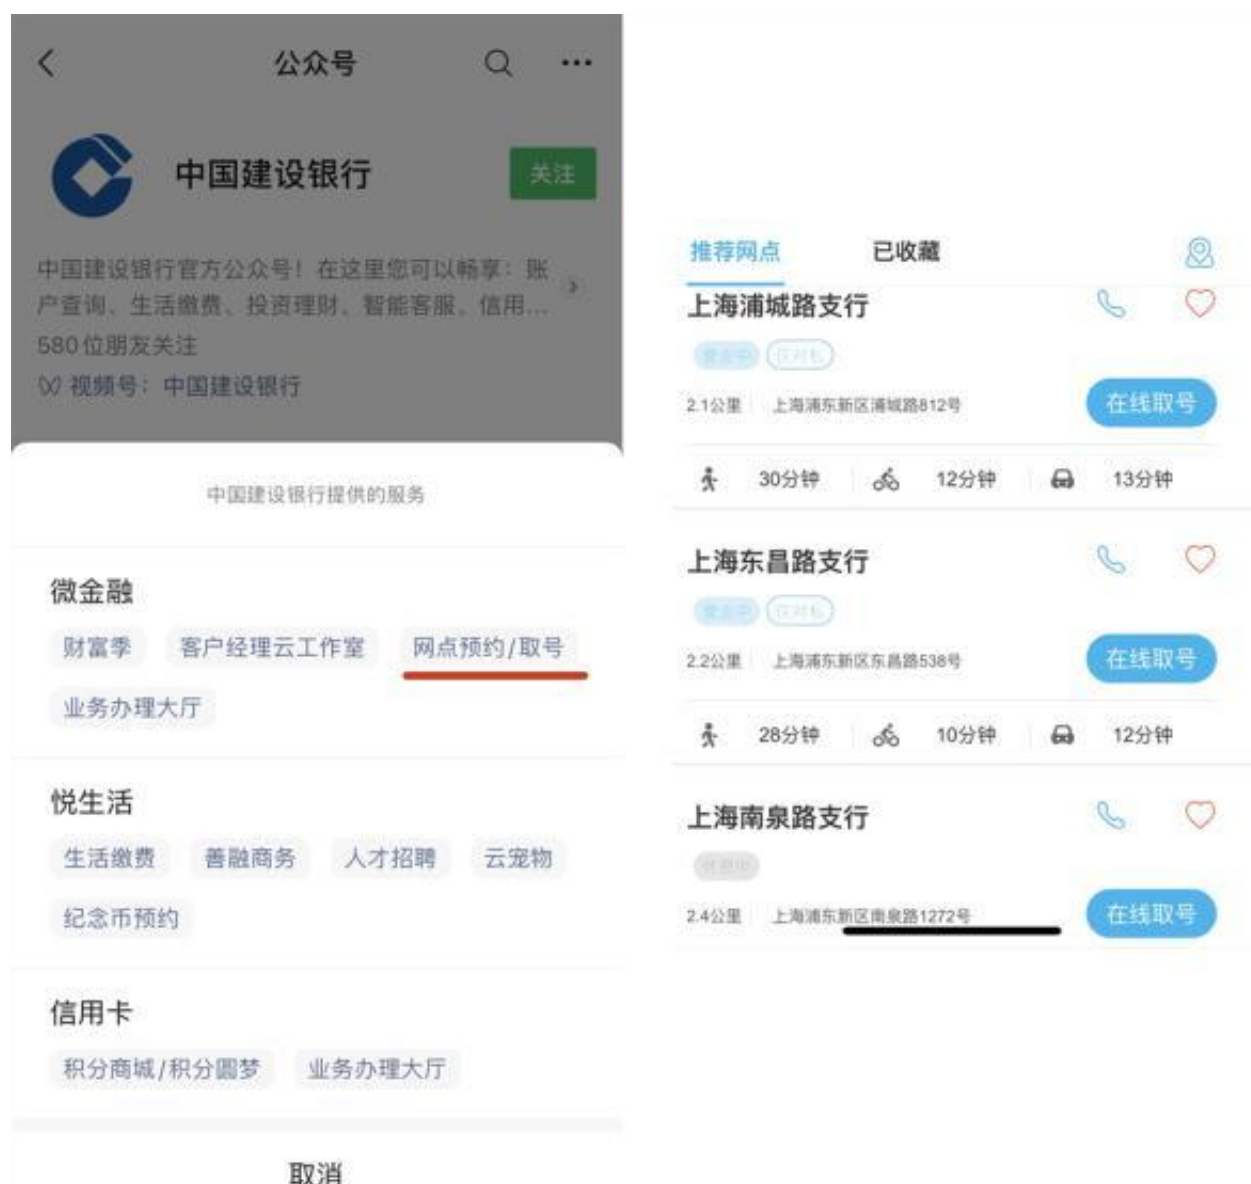 公众号
中国建设银行
关注
中国建设银行官方公众号！在这里您可以畅享：账
户查询、生活缴费、投资理财、智能客服、信用...
580位朋友关注
视频号：中国建设银行
中国建设银行提供的服务
微金融
财富季 客户经理云工作室 网点预约/取号
业务办理大厅
悦生活
生活缴费 善融商务 人才招聘 云宠物
纪念币预约
信用卡
积分商城/积分圆梦 业务办理大厅
取消
推荐网点 已收藏
上海浦城路支行
营业中
2.1公里 上海浦东新区浦城路812号 在线取号
30分钟 12分钟 13分钟
上海东昌路支行
营业中
2.2公里 上海浦东新区东昌路538号 在线取号
28分钟 10分钟 12分钟
上海南泉路支行
2.4公里 上海浦东新区南泉路1272号 在线取号